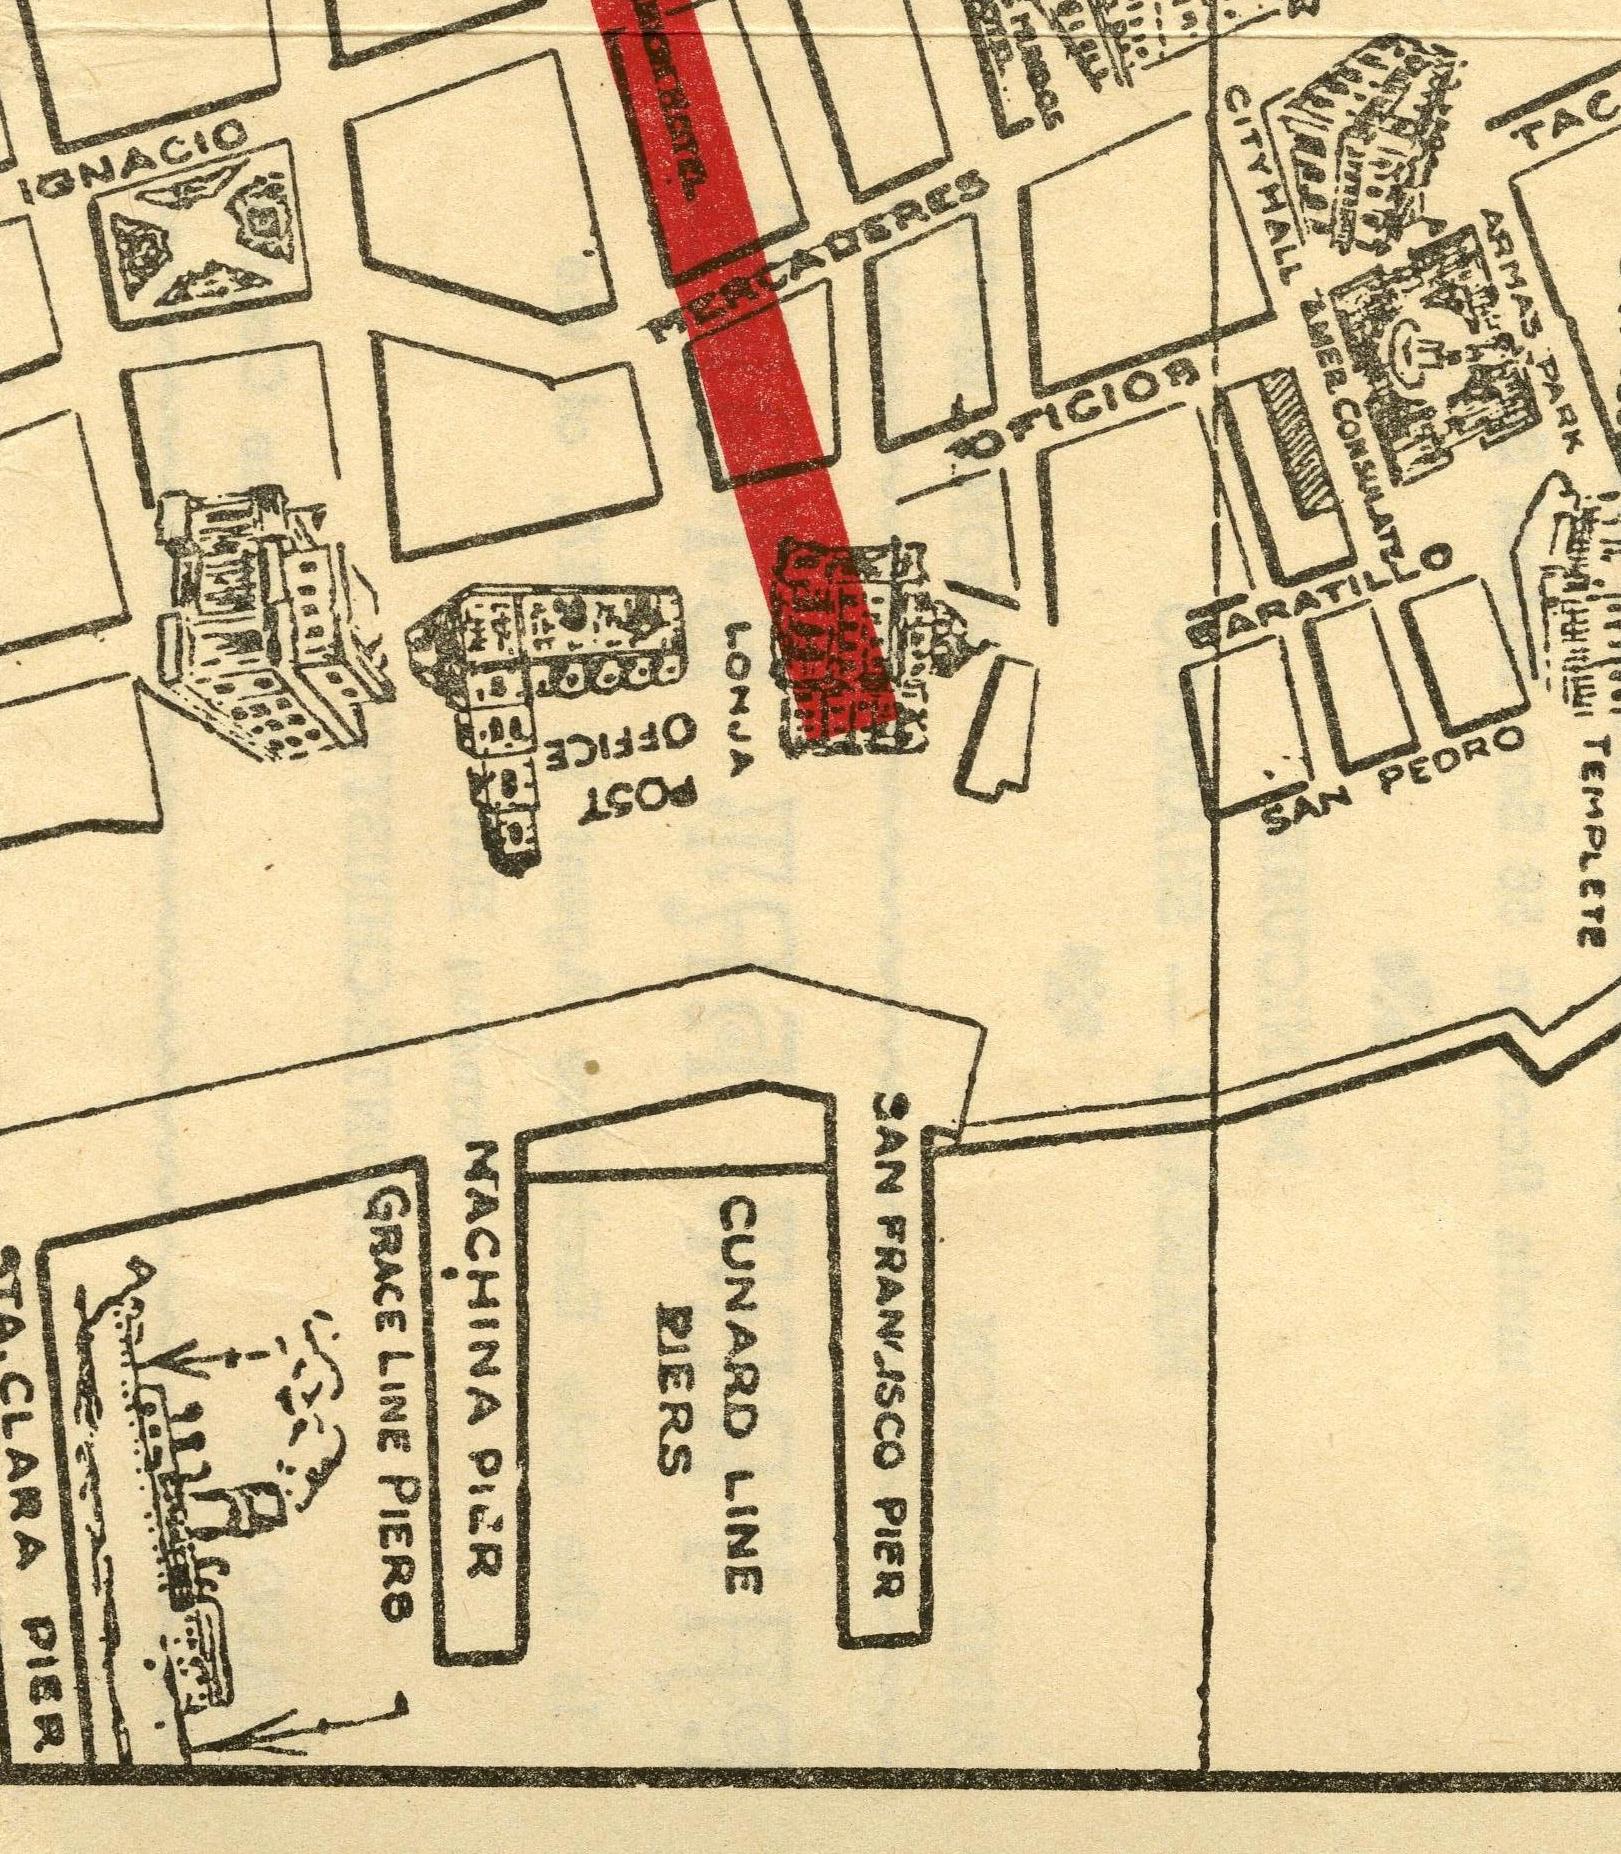 IGNACIO
MERCADERES
CITY HALL
TAC
ARMAS PARK
AMER. CONSULATE
OFICIOS
BARATILLO
SAN PEDRO
TEMPLETE
LONJA
POST
OFFICE
SAN FRANCISCO PIER
CUNARD LINE
PIERS
MACHINA PIER
GRACE LINE PIERS
STA. CLARA PIER